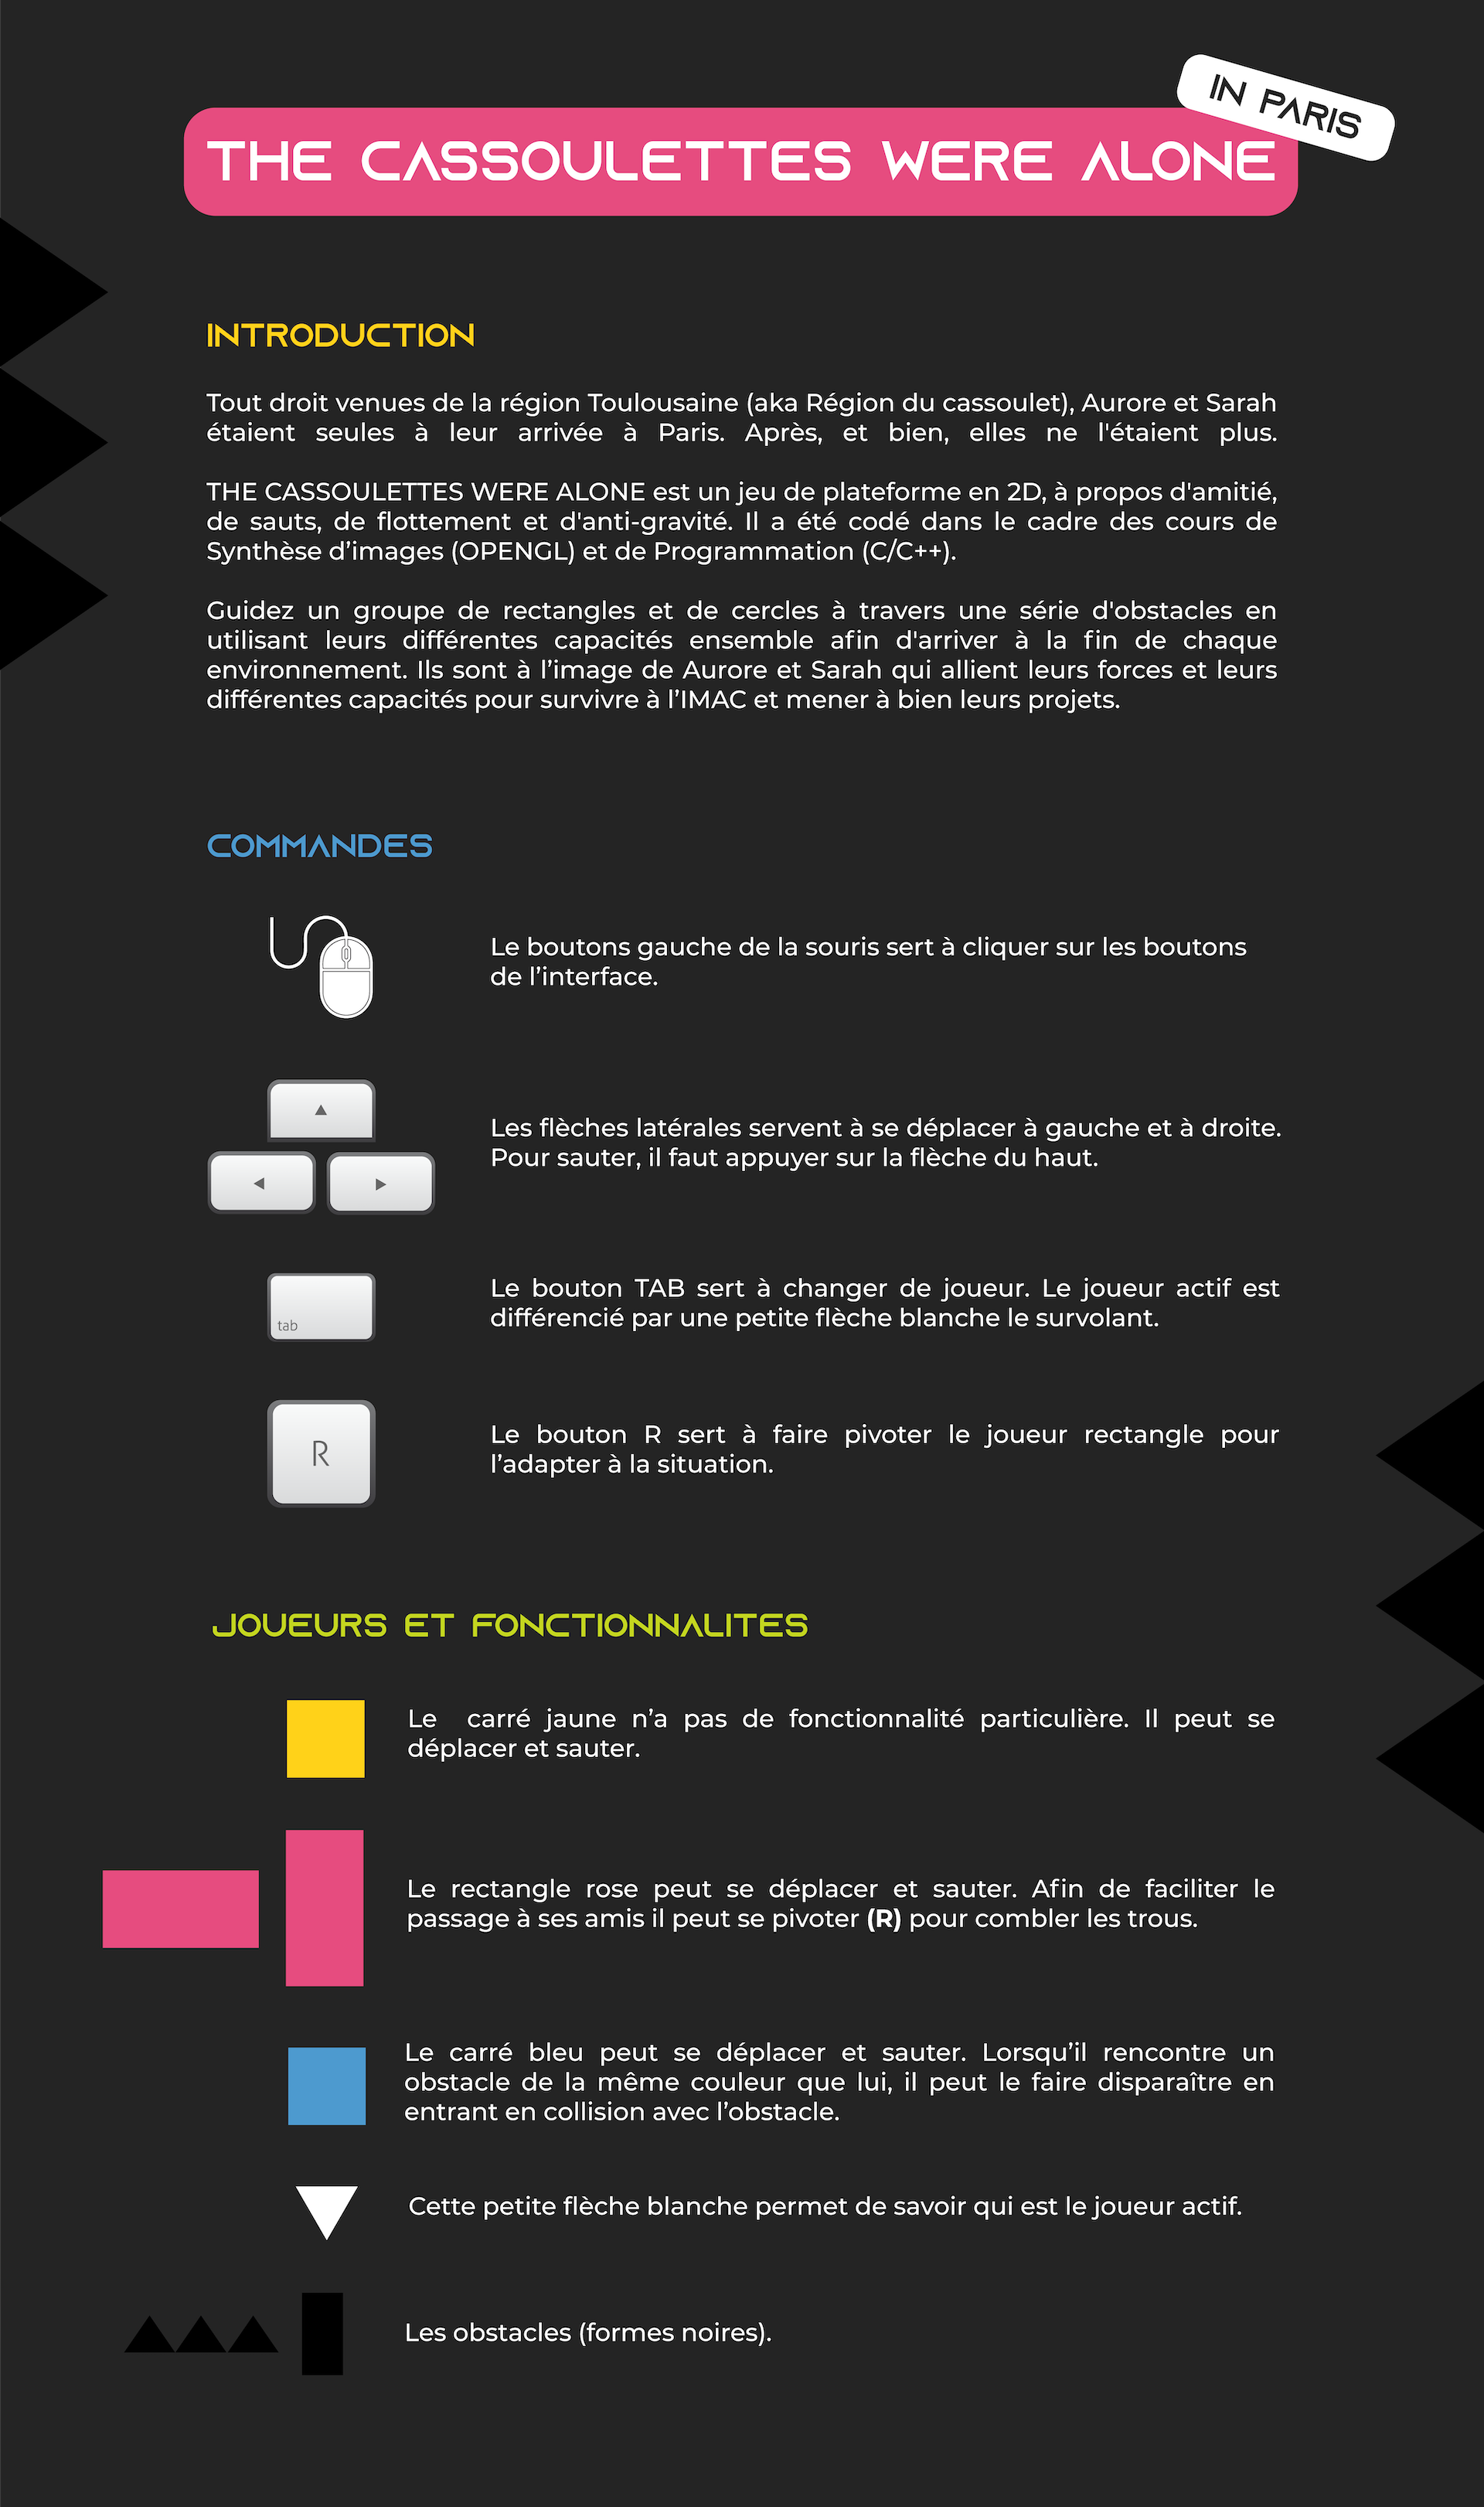 IN PARIS
THE CASSOULETTES WERE ALONE
INTRODUCTION
Tout droit venues de la région Toulousaine (aka Région du cassoulet), Aurore et Sarah
étaient seules à leur arrivée à Paris. Après, et bien, elles ne l'étaient plus.
THE CASSOULETTES WERE ALONE est un jeu de plateforme en 2D, à propos d'amitié,
de sauts, de flottement et d'anti-gravité. Il a été codé dans le cadre des cours de
Synthèse d’images (OPENGL) et de Programmation (C/C++).
Guidez un groupe de rectangles et de cercles à travers une série d'obstacles en
utilisant leurs différentes capacités ensemble afin d'arriver à la fin de chaque
environnement. Ils sont à l’image de Aurore et Sarah qui allient leurs forces et leurs
différentes capacités pour survivre à l’IMAC et mener à bien leurs projets.
COMMANDES
Le boutons gauche de la souris sert à cliquer sur les boutons
de l’interface.
Les flèches latérales servent à se déplacer à gauche et à droite.
Pour sauter, il faut appuyer sur la flèche du haut.
tab
Le bouton TAB sert à changer de joueur. Le joueur actif est
différencié par une petite flèche blanche le survolant.
R
Le bouton R sert à faire pivoter le joueur rectangle pour
l’adapter à la situation.
JOUEURS ET FONCTIONNALITES
Le carré jaune n’a pas de fonctionnalité particulière. Il peut se
déplacer et sauter.
Le rectangle rose peut se déplacer et sauter. Afin de faciliter le
passage à ses amis il peut se pivoter (R) pour combler les trous.
Le carré bleu peut se déplacer et sauter. Lorsqu’il rencontre un
obstacle de la même couleur que lui, il peut le faire disparaître en
entrant en collision avec l’obstacle.
Cette petite flèche blanche permet de savoir qui est le joueur actif.
Les obstacles (formes noires).